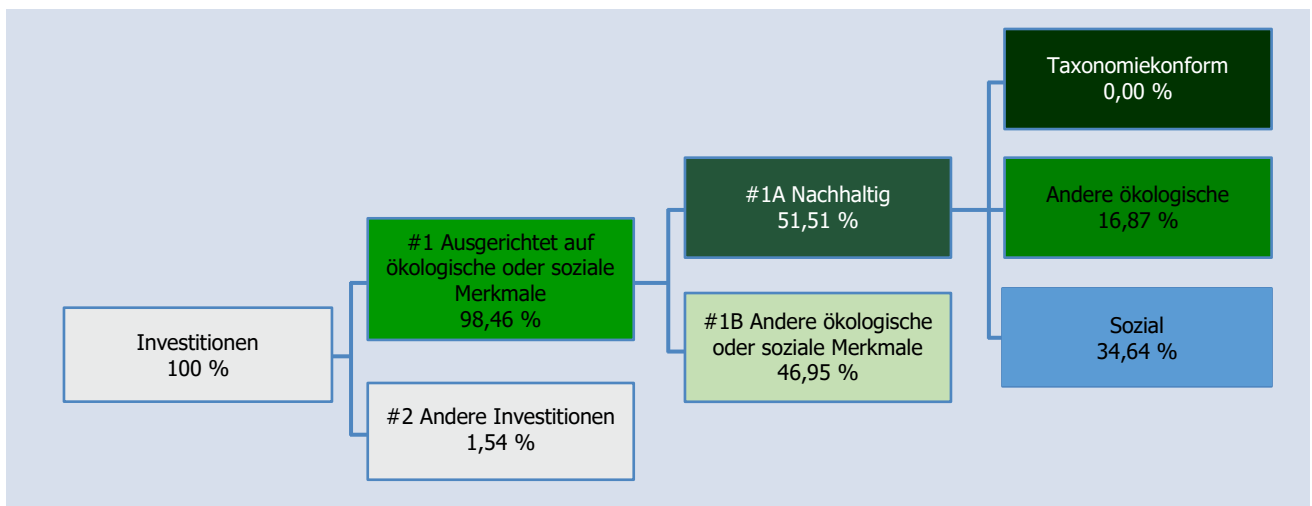 Investitionen
100 %
#1 Ausgerichtet auf
ökologische oder soziale
Merkmale
98,46 %
#2 Andere Investitionen
1,54 %
#1A Nachhaltig
51,51 %
#1B Andere ökologische
oder soziale Merkmale
46,95 %
Taxonomiekonform
0,00 %
Andere ökologische
16,87 %
Sozial
34,64 %